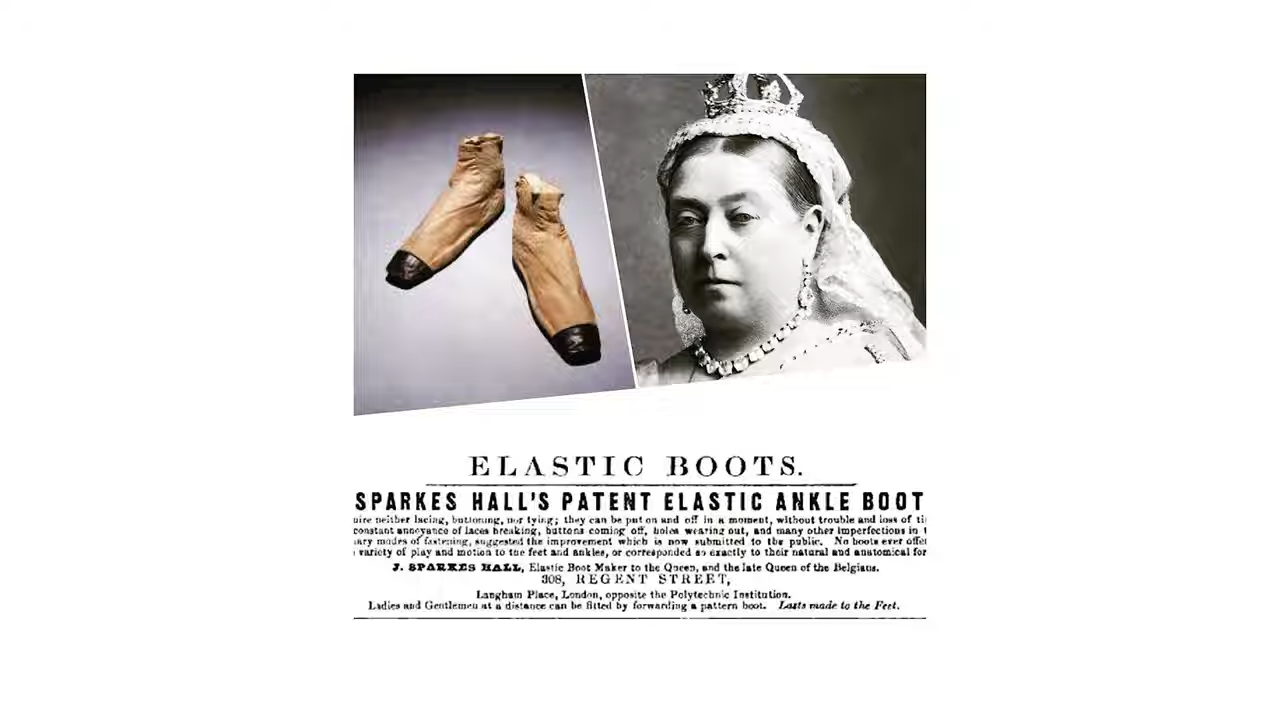 ELASTIC BOOTS.
SPARKES HALL'S PATENT ELASTIC ANKLE BOOT
uire neither lacing, buttoning, nor tying; they can be put on and off in a moment, without trouble and loss of ti
constant annoyance of laces breaking, buttons coming off, holes wearing out, and many other imperfections in t
ary modes of fastening, suggested the improvement which is now submitted to the public. No boots ever offer
variety of play and motion to the feet and ankles, or corresponded so exactly to their natural and anatomical for
J. SPARKES HALL, Elastic Boot Maker to the Queen, and the late Queen of the Belgians.
308, REGENT STREET,
Langham Place, London, opposite the Polytechnic Institution.
Ladies and Gentlemen at a distance can be fitted by forwarding a pattern boot. Lasts made to the Feet.